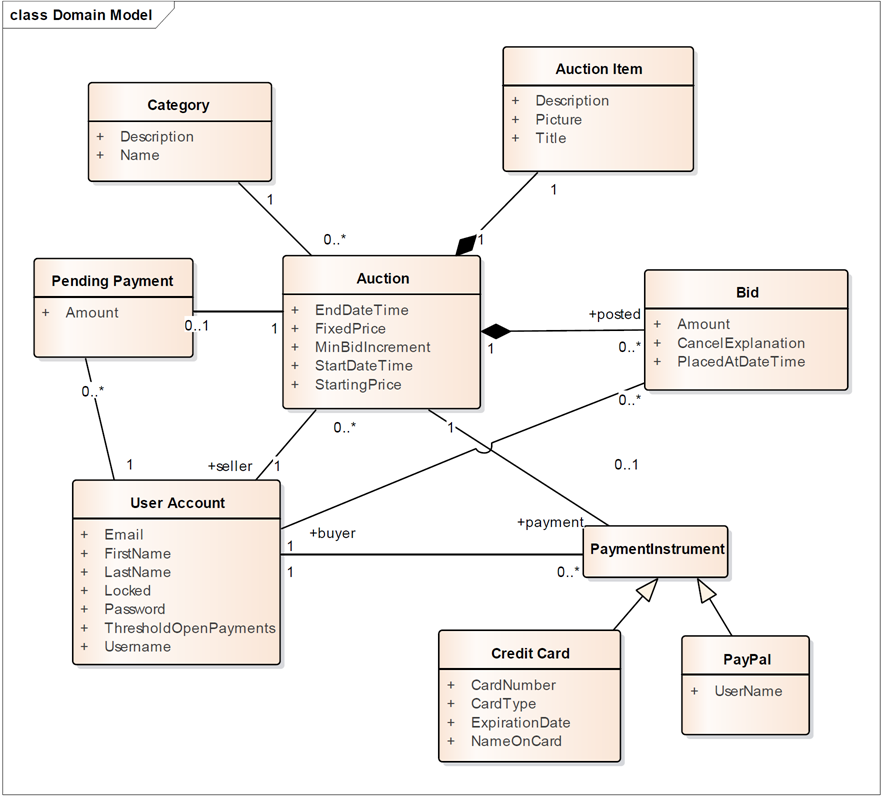 class Domain Model
Auction Item
+ Description
+ Picture
+ Title
1
Category
+ Description
+ Name
1
0..*
1
Pending Payment
+ Amount
0..1
1
0..*
Auction
+ EndDateTime
+ FixedPrice
+ MinBidIncrement
+ StartDateTime
+ StartingPrice
1
+posted
0..*
Bid
+ Amount
+ CancelExplanation
+ PlacedAtDateTime
0..*
0..*
1
0..1
1
+seller
1
User Account
+ Email
+ FirstName
+ LastName
+ Locked
+ Password
+ ThresholdOpenPayments
+ Username
+buyer
1
1
+payment
0..*
PaymentInstrument
Credit Card
+ CardNumber
+ CardType
+ ExpirationDate
+ NameOnCard
PayPal
+ UserName